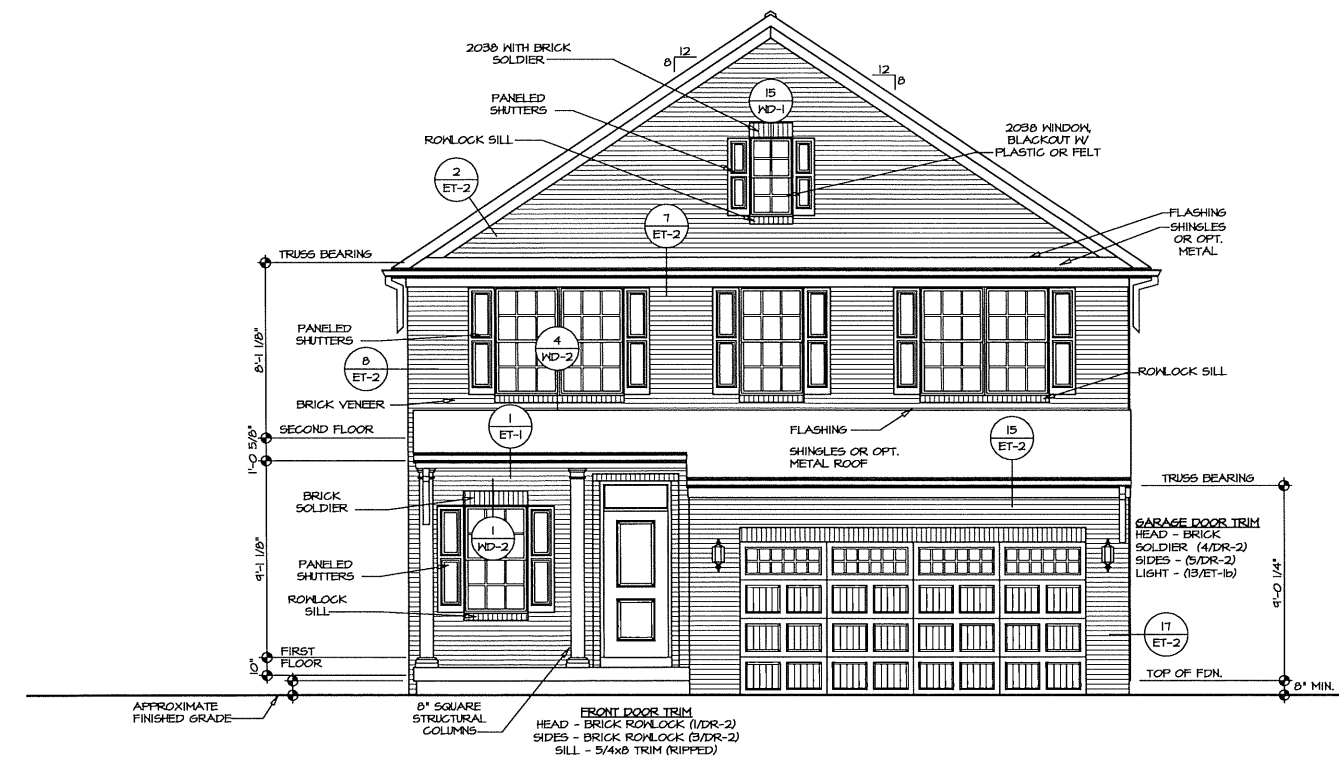 2038 WITH BRICK
SOLDIER
12
8
12
8
PANELED
SHUTTERS
15
WD-1
ROWLOCK SILL
2038 WINDOW,
BLACKOUT W/
PLASTIC OR FELT
2
ET-2
7
ET-2
FLASHING
SHINGLES
OR OPT.
METAL
TRUSS BEARING
8'-1 1/8"
PANELED
SHUTTERS
4
WD-2
8
ET-2
ROWLOCK SILL
BRICK VENEER
1
ET-1
SECOND FLOOR
1'-0 5/8"
FLASHING
15
ET-2
SHINGLES OR OPT.
METAL ROOF
TRUSS BEARING
BRICK
SOLDIER
1
WD-2
GARAGE DOOR TRIM
HEAD - BRICK
SOLDIER (4/DR-2)
SIDES - (5/DR-2)
LIGHT - (13/ET-1b)
9'-1 1/8"
PANELED
SHUTTERS
9'-0 1/4"
ROWLOCK
SILL
17
ET-2
FIRST
FLOOR
10"
TOP OF FDN.
8" MIN.
APPROXIMATE
FINISHED GRADE
8" SQUARE
STRUCTURAL
COLUMNS
FRONT DOOR TRIM
HEAD - BRICK ROWLOCK (1/DR-2)
SIDES - BRICK ROWLOCK (3/DR-2)
SILL - 5/4x8 TRIM (RIPPED)